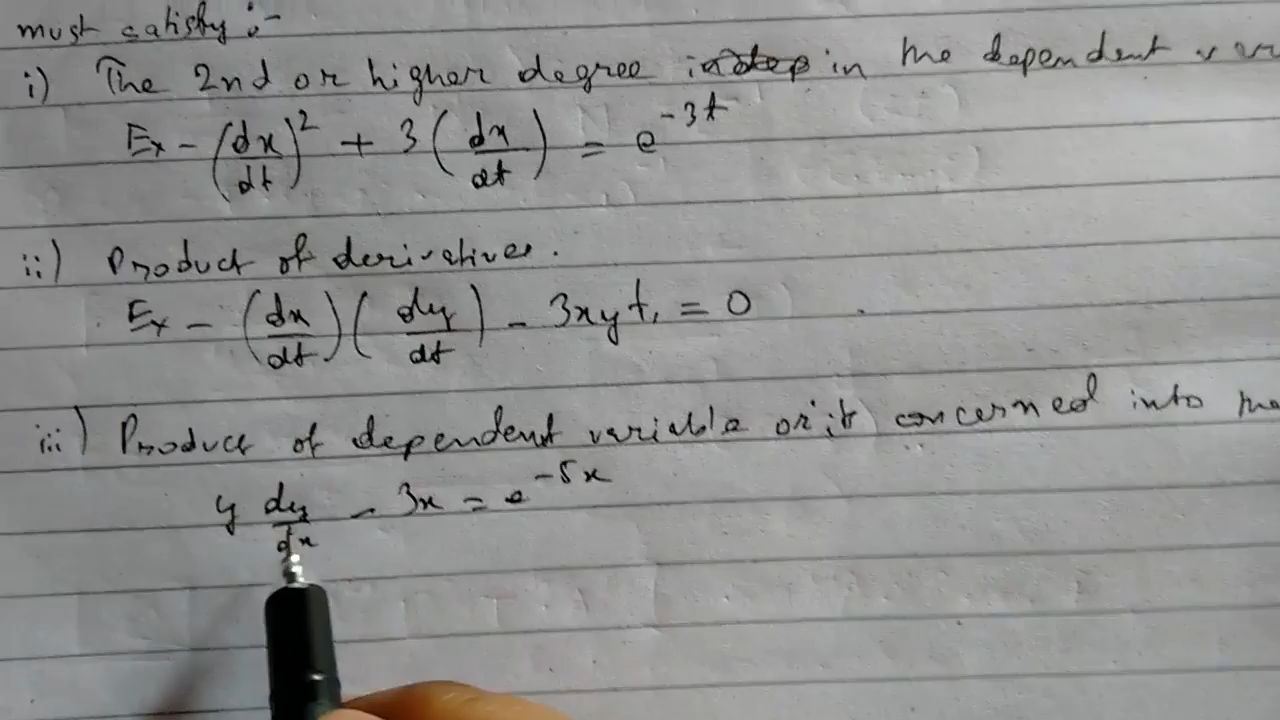 must satisfy :-
i) The 2nd or higher degree in the dependent
Ex - (dx/dt)² + 3 (dx/dt) = e^-3t
ii) Product of derivatives.
Ex - (dx/dt) (dy/dt) - 3xyt, = 0
iii) Product of dependent variable or it concerned into
y dy/dx - 3x = e^-5x